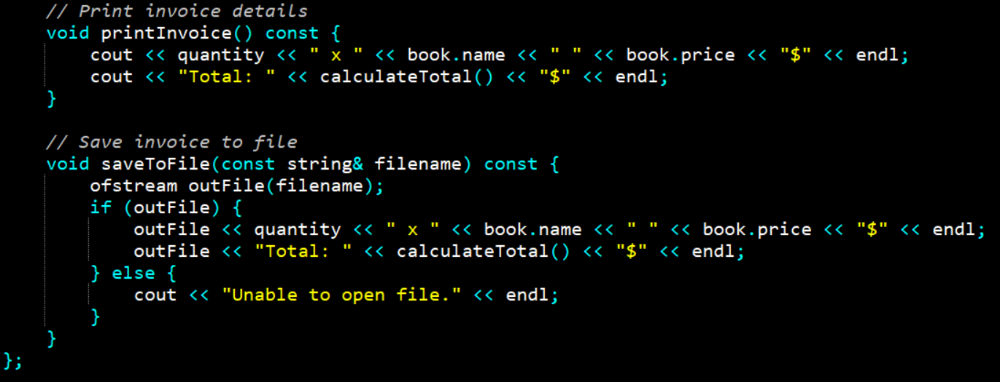 // Print invoice details
void printInvoice() const {
cout << quantity << " x " << book.name << " " << book.price << "$" << endl;
cout << "Total: " << calculateTotal() << "$" << endl;
}
// Save invoice to file
void saveToFile(const string& filename) const {
ofstream outFile(filename);
if (outFile) {
outFile << quantity << " x " << book.name << " " << book.price << "$" << endl;
outFile << "Total: " << calculateTotal() << "$" << endl;
} else {
cout << "Unable to open file." << endl;
}
}
};